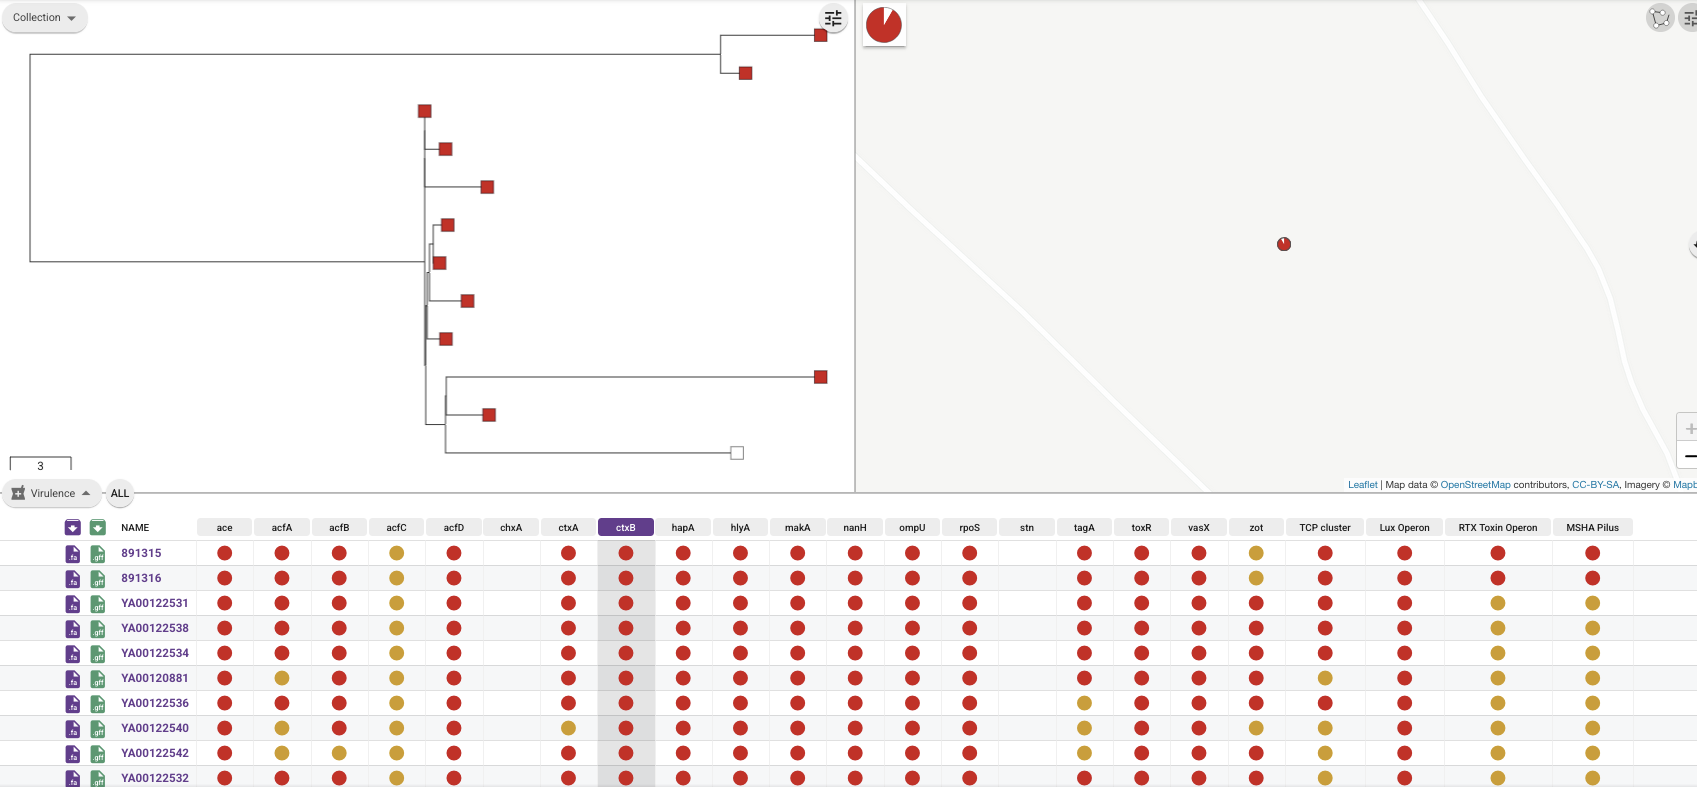 Collection
3
Leaflet | Map data © OpenStreetMap contributors, CC-BY-SA, Imagery ©
Virulence ALL
NAME ace acfA acfB acfC acfD chxA ctxA ctxB hapA hlyA makA nanH ompU rpoS stn tagA toxR vasX zot TCP cluster Lux Operon RTX Toxin Operon MSHA Pilus
.fa .gff 891315
.fa .gff 891316
.fa .gff YA00122531
.fa .gff YA00122538
.fa .gff YA00122534
.fa .gff YA00120881
.fa .gff YA00122536
.fa .gff YA00122540
.fa .gff YA00122542
.fa .gff YA00122532